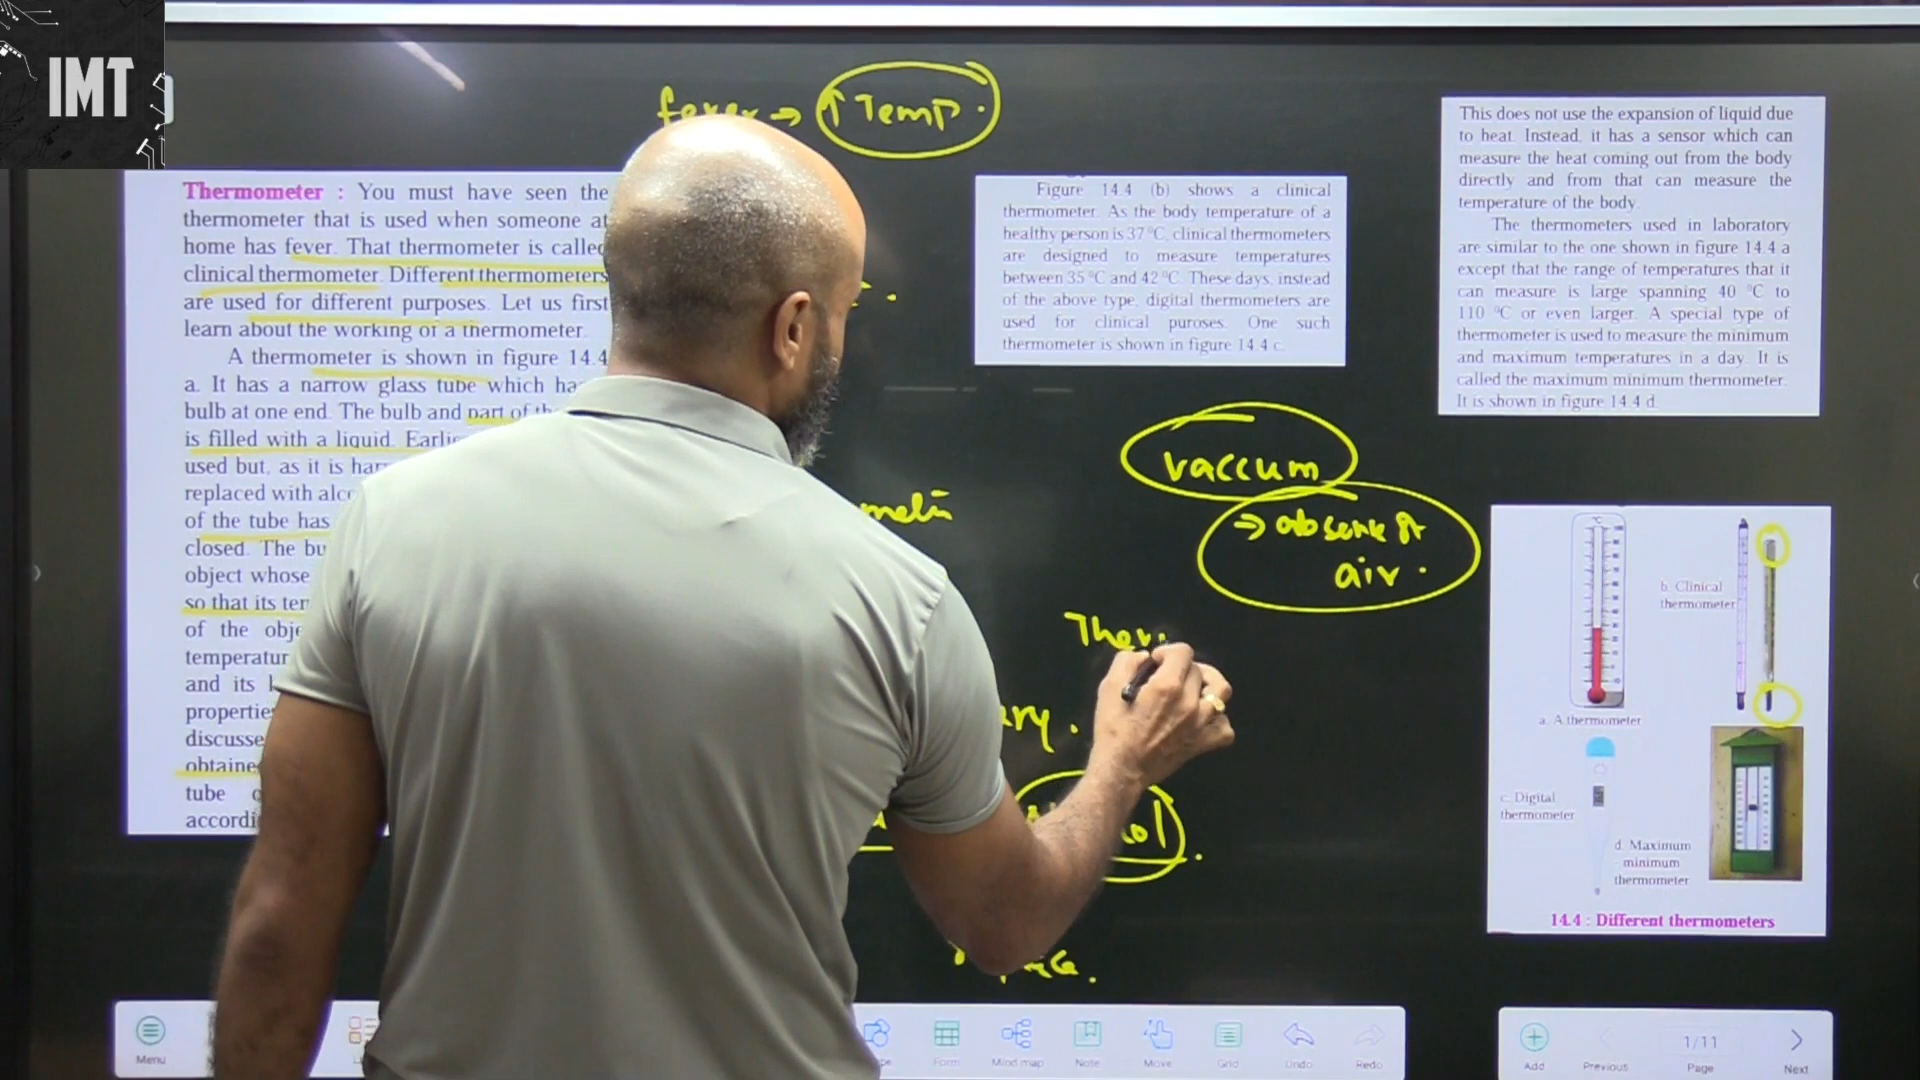 IMT
fever → ↑ Temp.
Thermometer : You must have seen the
thermometer that is used when someone at
home has fever. That thermometer is called
clinical thermometer. Different thermometers
are used for different purposes. Let us first
learn about the working of a thermometer.
A thermometer is shown in figure 14.4
a. It has a narrow glass tube which
bulb at one end. The bulb and part of
is filled with a liquid.
used but, as it is
replaced with
of the tube has
closed. The
object whose
so that its
of the
and its
tube
Figure 14.4 (b) shows a clinical
thermometer. As the body temperature of a
healthy person is 37 °C, clinical thermometers
are designed to measure temperatures
between 35 °C and 42 °C. These days, instead
of the above type, digital thermometers are
used for clinical puroses. One such
thermometer is shown in figure 14.4 c.
This does not use the expansion of liquid due
to heat. Instead, it has a sensor which can
measure the heat coming out from the body
directly and from that can measure the
temperature of the body.
The thermometers used in laboratory
are similar to the one shown in figure 14.4 a
except that the range of temperatures that it
can measure is large spanning 40 °C to
110 °C or even larger. A special type of
thermometer is used to measure the minimum
and maximum temperatures in a day. It is
called the maximum minimum thermometer.
It is shown in figure 14.4 d.
vaccum
→ absence of
air.
Ther
b. Clinical
thermometer
a. A thermometer
c. Digital
thermometer
d. Maximum
minimum
thermometer
14.4 : Different thermometers
Menu
Form
Mind map
Note
Move
Grid
Undo
Redo
Add
Previous
1/11
Page
Next